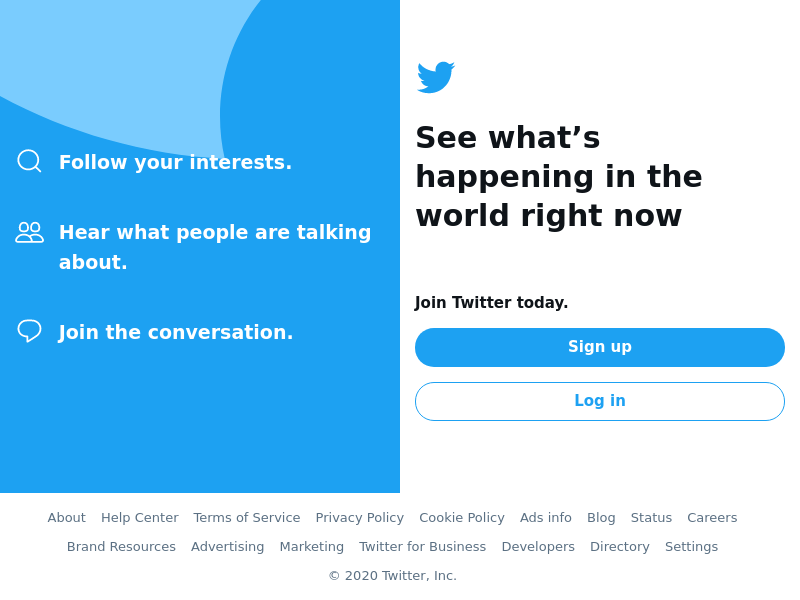 Follow your interests.
Hear what people are talking
about.
Join the conversation.
See what’s
happening in the
world right now
Join Twitter today.
Sign up
Log in
About Help Center Terms of Service Privacy Policy Cookie Policy Ads info Blog Status Careers
Brand Resources Advertising Marketing Twitter for Business Developers Directory Settings
© 2020 Twitter, Inc.